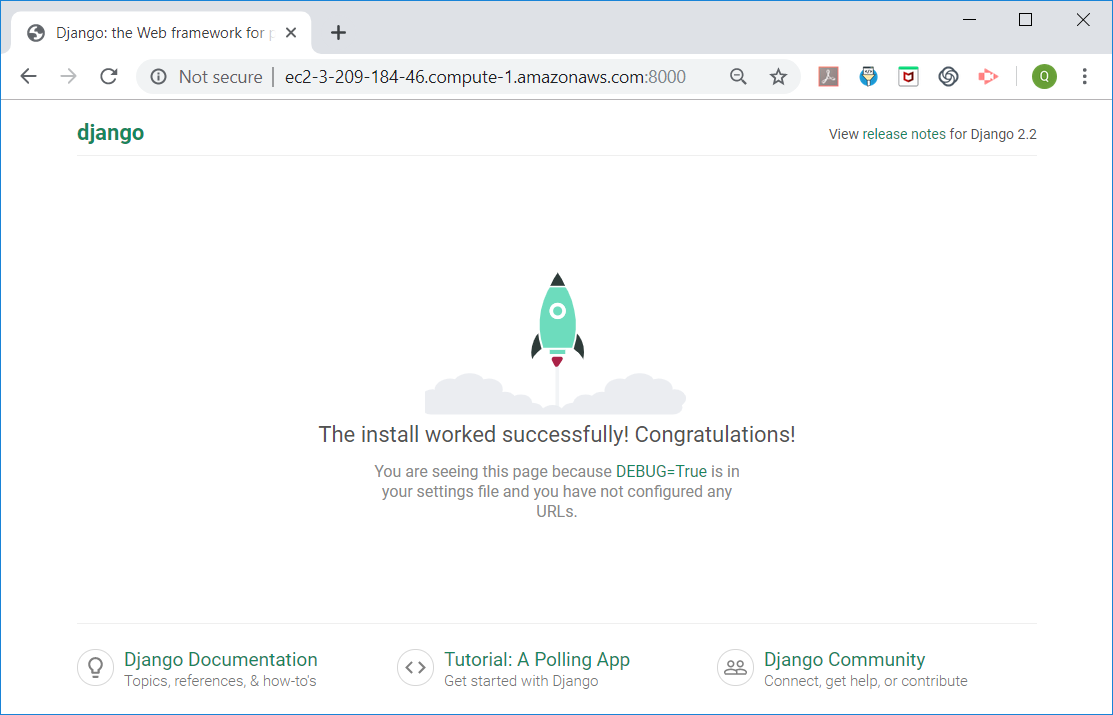 Django: the Web framework for p
Not secure | ec2-3-209-184-46.compute-1.amazonaws.com:8000
Q
django
View release notes for Django 2.2
The install worked successfully! Congratulations!
You are seeing this page because DEBUG=True is in
your settings file and you have not configured any
URLs.
Django Documentation
Topics, references, & how-to's
Tutorial: A Polling App
Get started with Django
Django Community
Connect, get help, or contribute